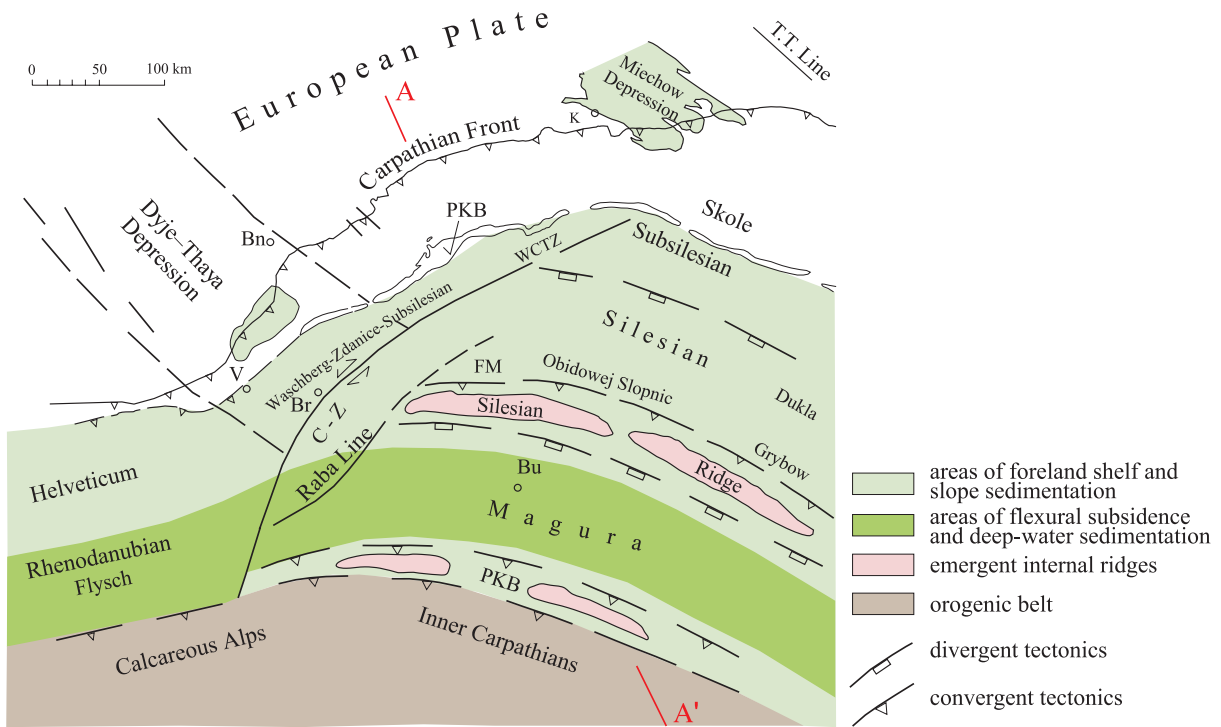 European Plate
T.T. Line
0 50 100 km
A
Miechow
Depression
K
Carpathian Front
Dyje–Thaya
Depression
Bn
PKB
Skole
WCTZ
Subsilesian
Waschberg-Zdanice-Subsilesian
Silesian
V
Br
C-Z
Raba Line
FM
Obidowej Slopnic
Dukla
Silesian
Ridge
Grybow
Helveticum
Bu
Magura
Rhenodanubian
Flysch
PKB
Calcareous Alps
Inner Carpathians
A'
areas of foreland shelf and
slope sedimentation
areas of flexural subsidence
and deep-water sedimentation
emergent internal ridges
orogenic belt
divergent tectonics
convergent tectonics